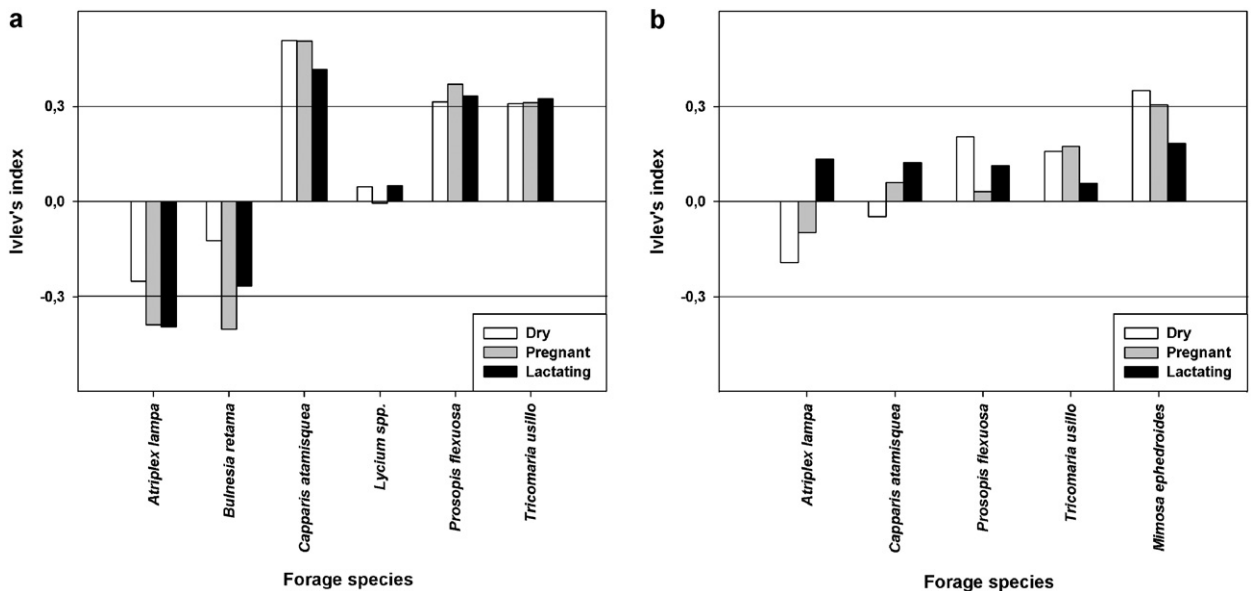 a
Ivlev's index
0,3
0,0
-0,3
Dry
Pregnant
Lactating
Atriplex lampa
Bulnesia retama
Capparis atamisquea
Lycium spp.
Prosopis flexuosa
Tricomaria usillo
Forage species
b
Ivlev's index
0,3
0,0
-0,3
Dry
Pregnant
Lactating
Atriplex lampa
Capparis atamisquea
Prosopis flexuosa
Tricomaria usillo
Mimosa ephedroides
Forage species